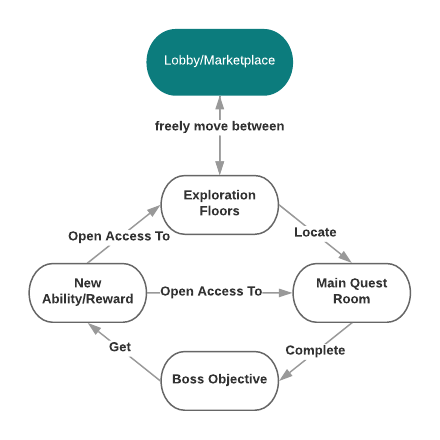 Lobby/Marketplace
freely move between
Exploration
Floors
Open Access To
Locate
New
Ability/Reward
Open Access To
Main Quest
Room
Get
Complete
Boss Objective